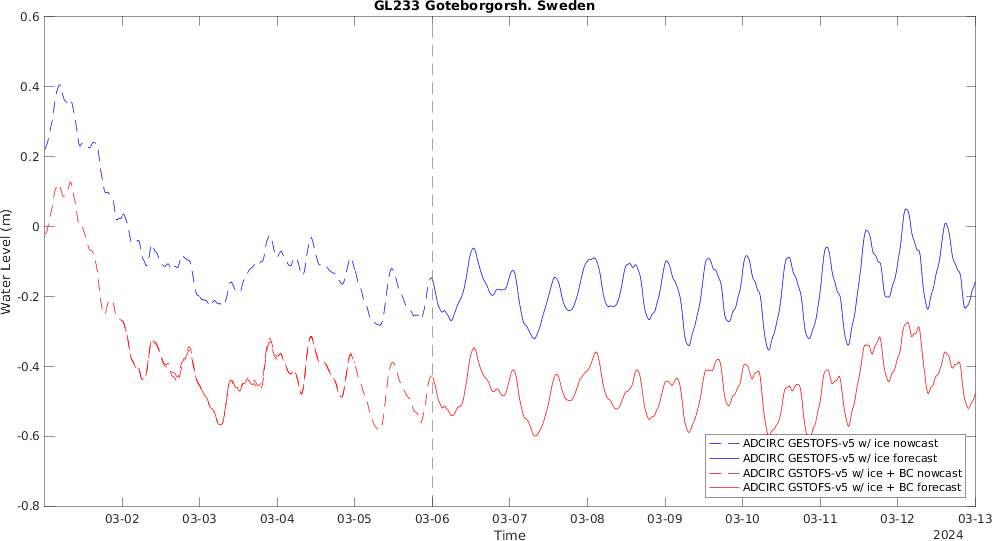 GL233 Goteborgorsh. Sweden
0.6
0.4
0.2
0
-0.2
-0.4
-0.6
-0.8
Water Level (m)
ADCIRC GESTOFS-v5 w/ ice nowcast
ADCIRC GESTOFS-v5 w/ ice forecast
ADCIRC GSTOFS-v5 w/ ice + BC nowcast
ADCIRC GSTOFS-v5 w/ ice + BC forecast
03-02 03-03 03-04 03-05 03-06 03-07 03-08 03-09 03-10 03-11 03-12 03-13
Time
2024